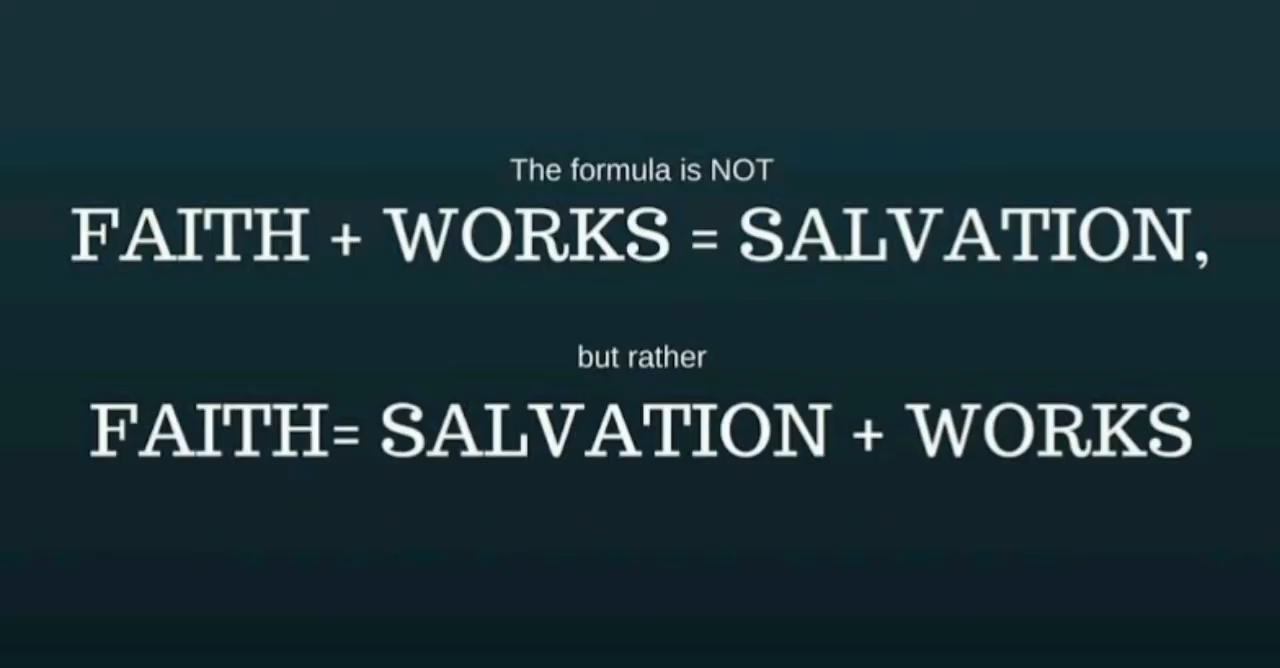 The formula is NOT
FAITH + WORKS = SALVATION,
but rather
FAITH= SALVATION + WORKS